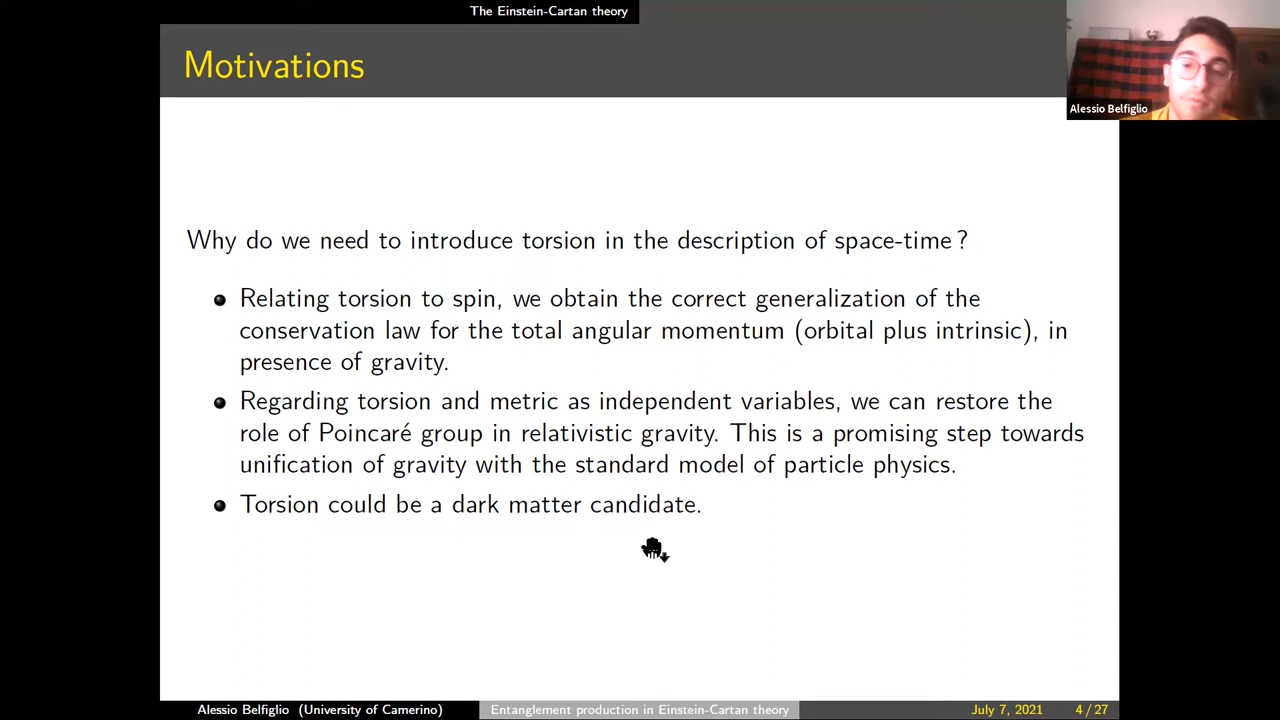 The Einstein-Cartan theory
Motivations
Alessio Belfiglio
Why do we need to introduce torsion in the description of space-time ?
Relating torsion to spin, we obtain the correct generalization of the
conservation law for the total angular momentum (orbital plus intrinsic), in
presence of gravity.
Regarding torsion and metric as independent variables, we can restore the
role of Poincaré group in relativistic gravity. This is a promising step towards
unification of gravity with the standard model of particle physics.
Torsion could be a dark matter candidate.
Alessio Belfiglio (University of Camerino)
Entanglement production in Einstein-Cartan theory
July 7, 2021
4 / 27